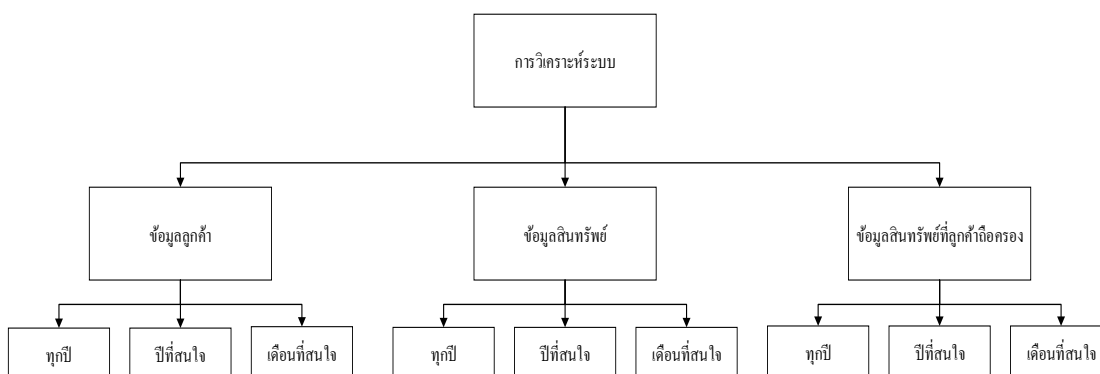 การวิเคราะห์ระบบ
ข้อมูลลูกค้า
ข้อมูลสินทรัพย์
ข้อมูลสินทรัพย์ที่ลูกค้าถือครอง
ทุกปี
ปีที่สนใจ
เดือนที่สนใจ
ทุกปี
ปีที่สนใจ
เดือนที่สนใจ
ทุกปี
ปีที่สนใจ
เดือนที่สนใจ